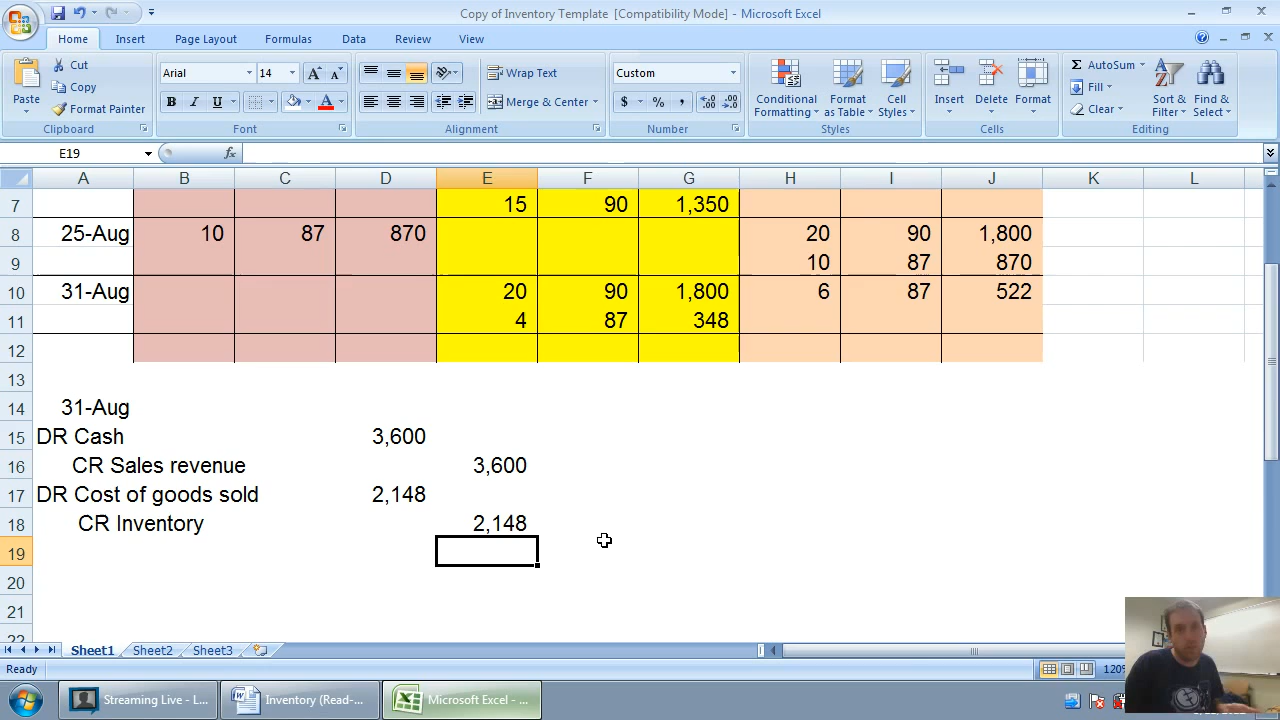 Copy of Inventory Template [Compatibility Mode] - Microsoft Excel
Home Insert Page Layout Formulas Data Review View
Paste Cut Copy Format Painter Clipboard
Arial 14 B I U A Font
Wrap Text Merge & Center Alignment
Custom $ % , Number
Conditional Formatting Format as Table Cell Styles Styles
Insert Delete Format Cells
Σ AutoSum Fill Clear Sort & Filter Find & Select Editing
E19 fx
A B C D E F G H I J K L
7 15 90 1,350
8 25-Aug 10 87 870 20 90 1,800
9 10 87 870
10 31-Aug 20 90 1,800 6 87 522
11 4 87 348
12
13
14 31-Aug
15 DR Cash 3,600
16 CR Sales revenue 3,600
17 DR Cost of goods sold 2,148
18 CR Inventory 2,148
19
20
21
22
Sheet1 Sheet2 Sheet3
Ready 120%
Streaming Live - L... Inventory (Read-... Microsoft Excel - ...